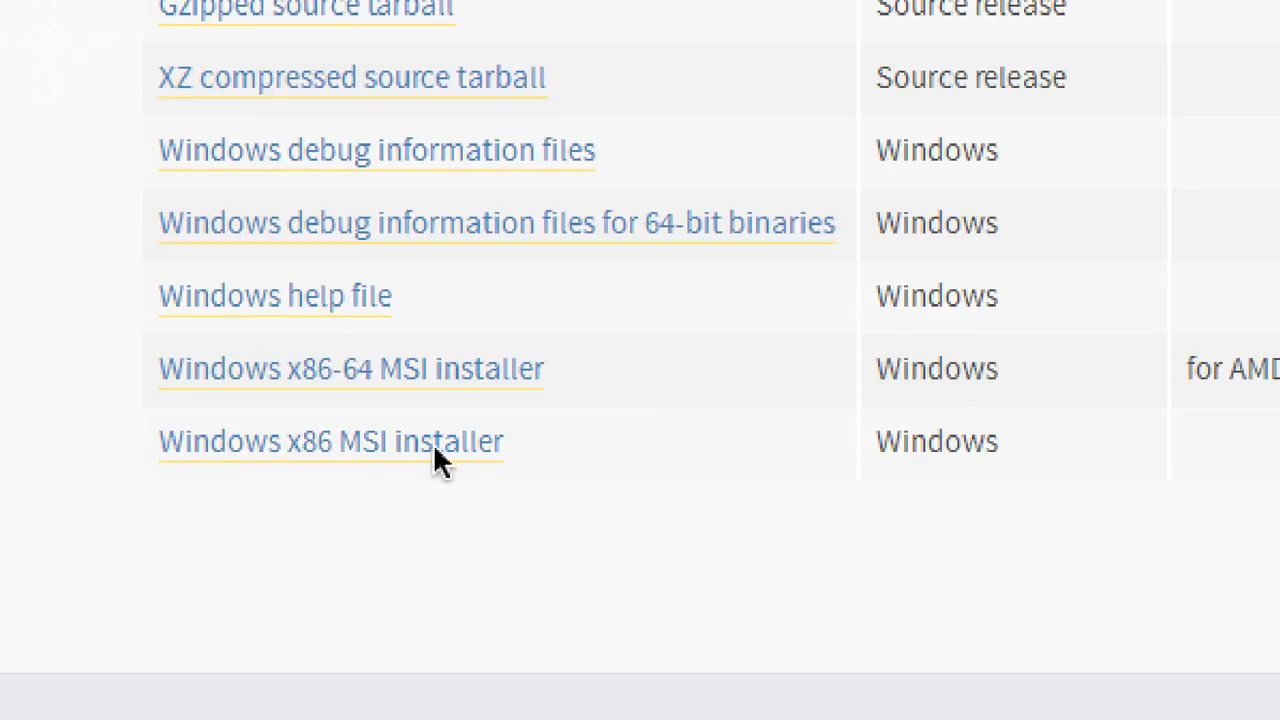 Gzipped source tarball Source release
XZ compressed source tarball Source release
Windows debug information files Windows
Windows debug information files for 64-bit binaries Windows
Windows help file Windows
Windows x86-64 MSI installer Windows for AMD
Windows x86 MSI installer Windows